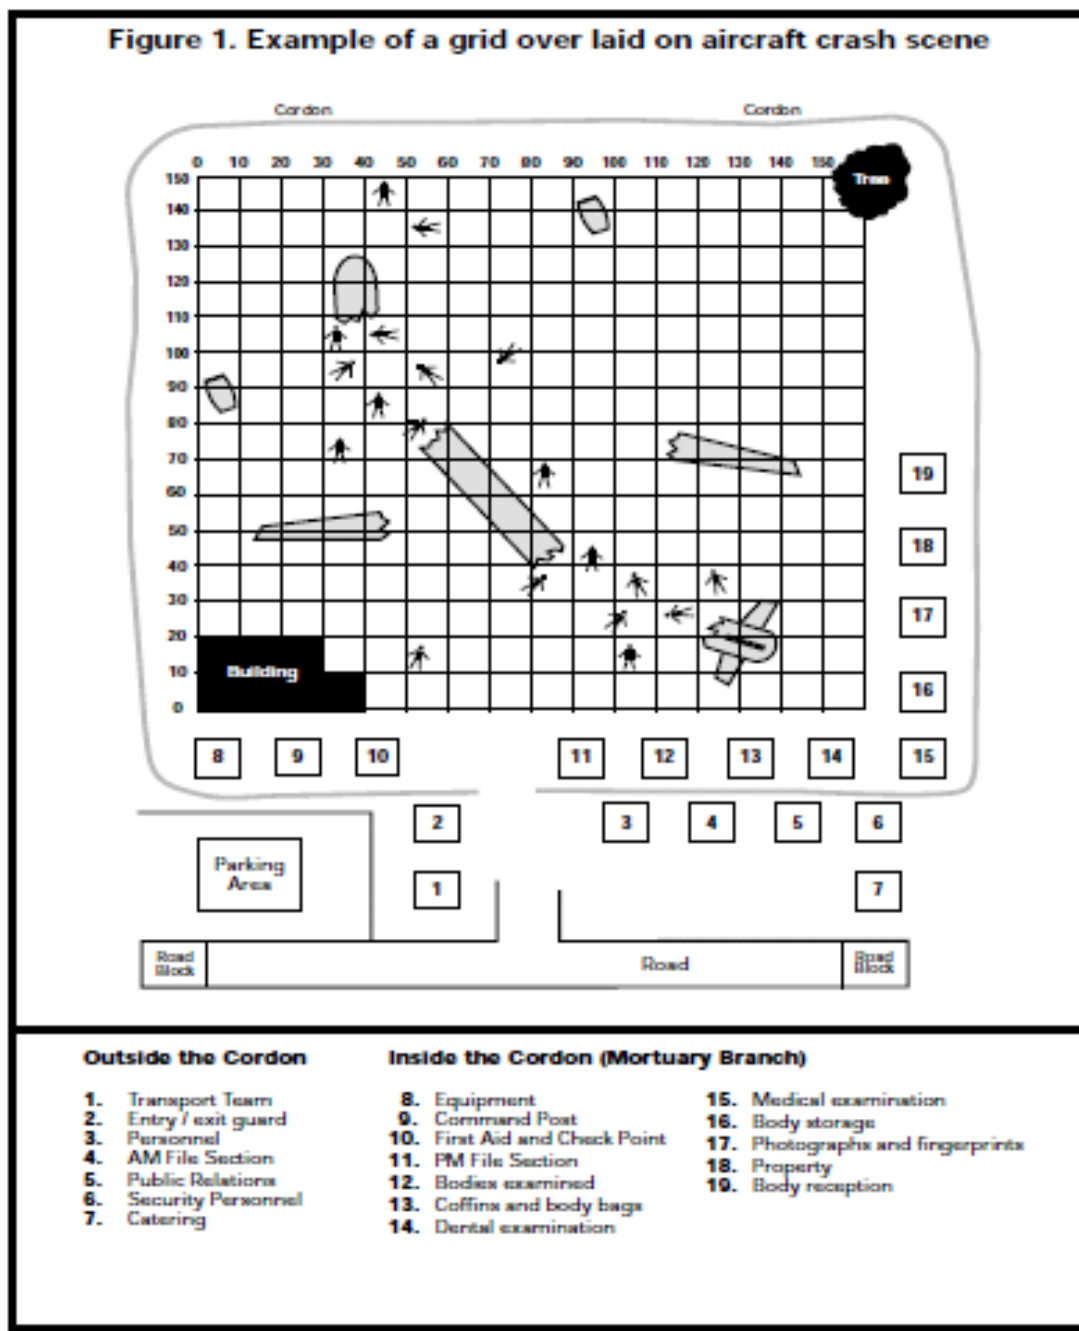 Figure 1. Example of a grid over laid on aircraft crash scene
Cordon Cordon
0 10 20 30 40 50 60 70 80 90 100 110 120 130 140 150
Tree
150
140
130
120
110
100
90
80
70
60
50
40
30
20
10
0
Building
19
18
17
16
8 9 10 11 12 13 14 15
2 3 4 5 6
Parking
Area
1 7
Road
Block
Road
Road
Block
Outside the Cordon
1. Transport Team
2. Entry / exit guard
3. Personnel
4. AM File Section
5. Public Relations
6. Security Personnel
7. Catering
Inside the Cordon (Mortuary Branch)
8. Equipment
9. Command Post
10. First Aid and Check Point
11. PM File Section
12. Bodies examined
13. Coffins and body bags
14. Dental examination
15. Medical examination
16. Body storage
17. Photographs and fingerprints
18. Property
19. Body reception